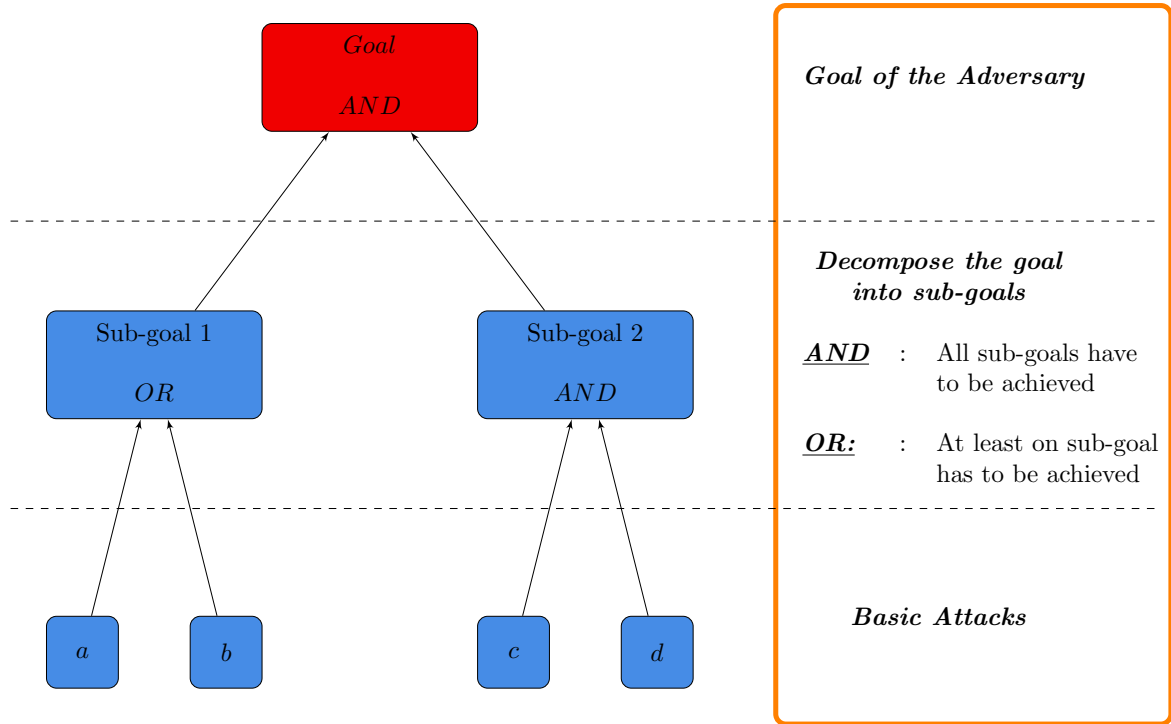 Goal
AND
Goal of the Adversary
Decompose the goal
into sub-goals
Sub-goal 1
OR
Sub-goal 2
AND
AND : All sub-goals have
to be achieved
OR: : At least on sub-goal
has to be achieved
a
b
c
d
Basic Attacks